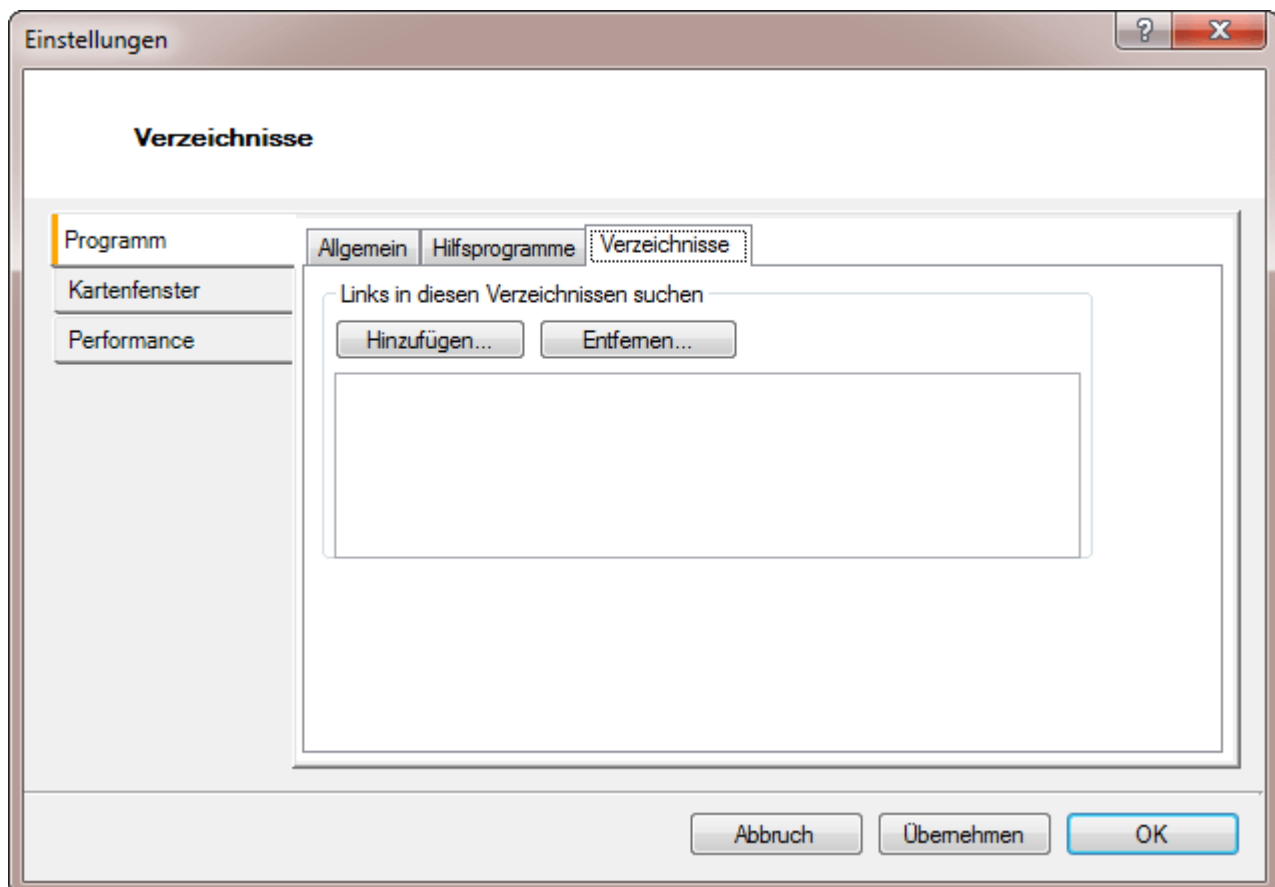 Einstellungen
Verzeichnisse
Programm
Kartenfenster
Performance
Allgemein Hilfsprogramme Verzeichnisse
Links in diesen Verzeichnissen suchen
Hinzufügen... Entfernen...
Abbruch Übernehmen OK